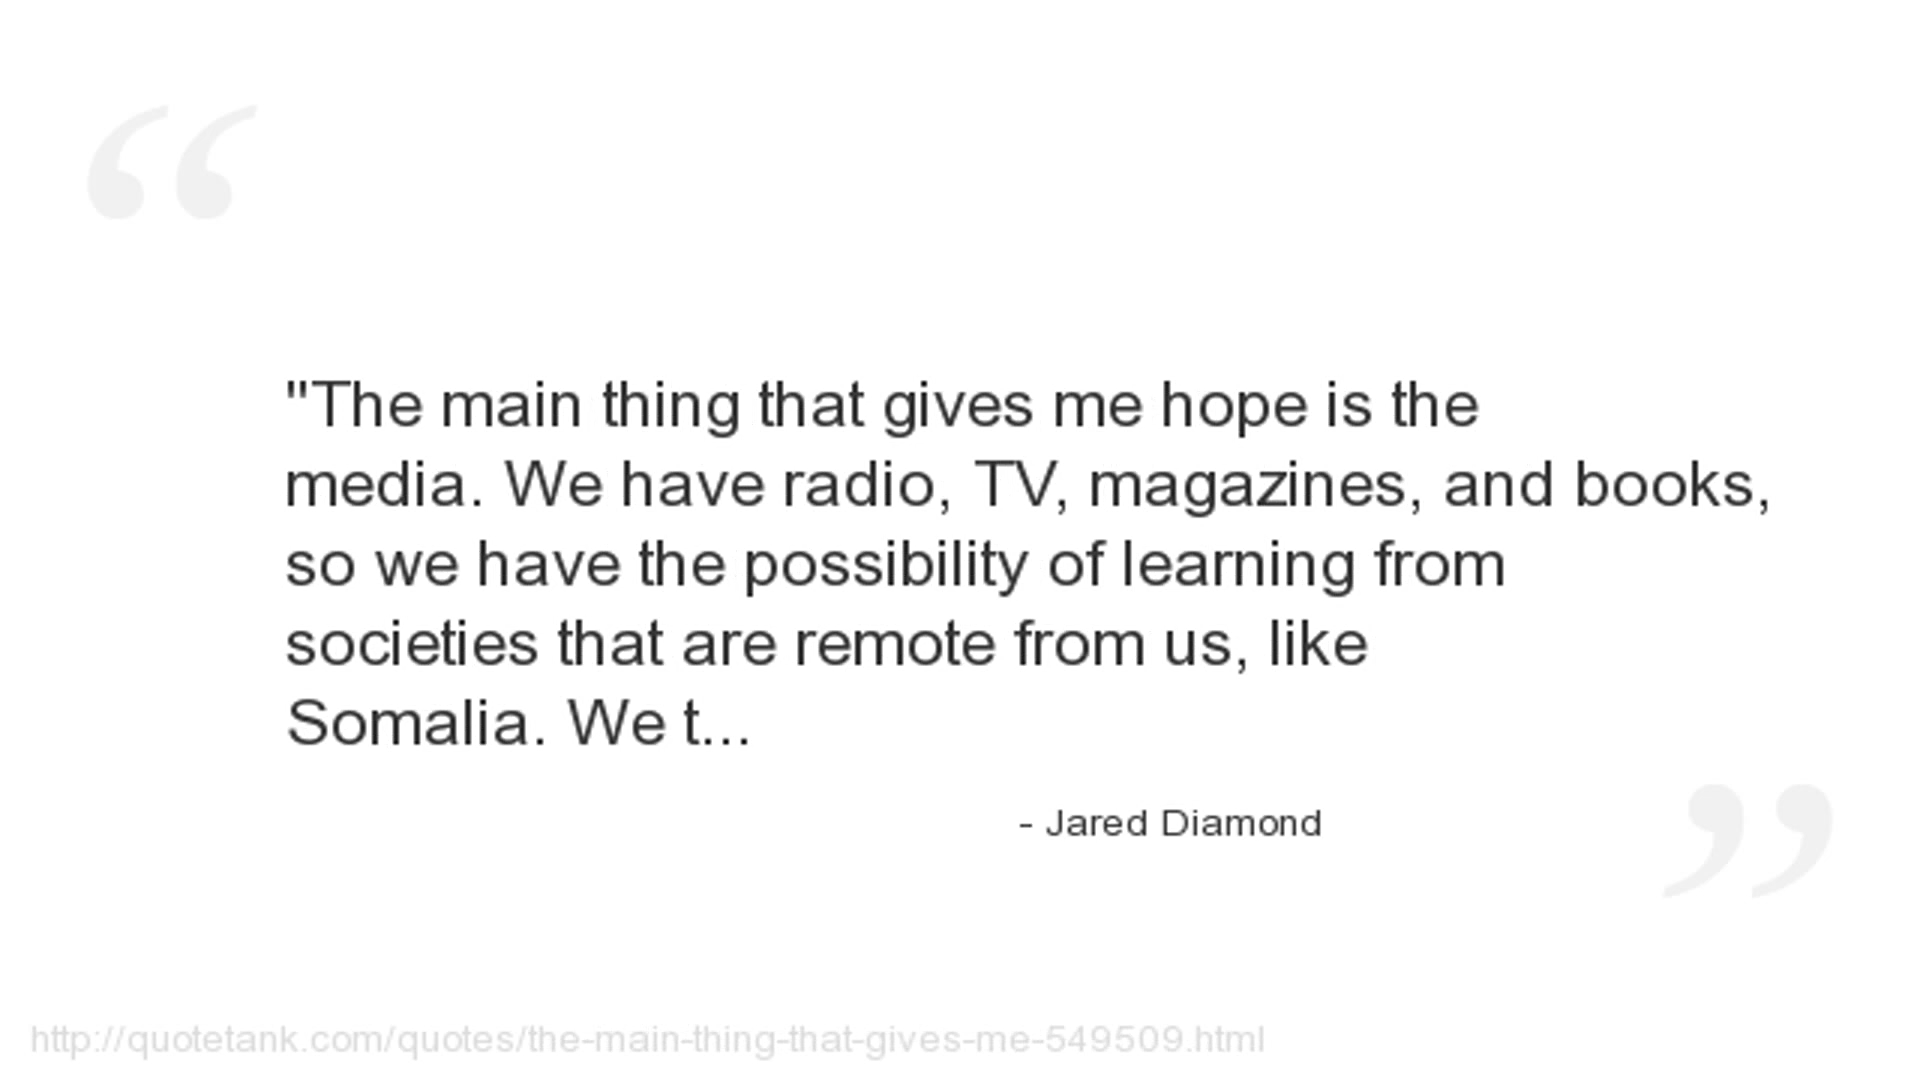 "The main thing that gives me hope is the
media. We have radio, TV, magazines, and books,
so we have the possibility of learning from
societies that are remote from us, like
Somalia. We t...
- Jared Diamond
http://quotetank.com/quotes/the-main-thing-that-gives-me-549509.html